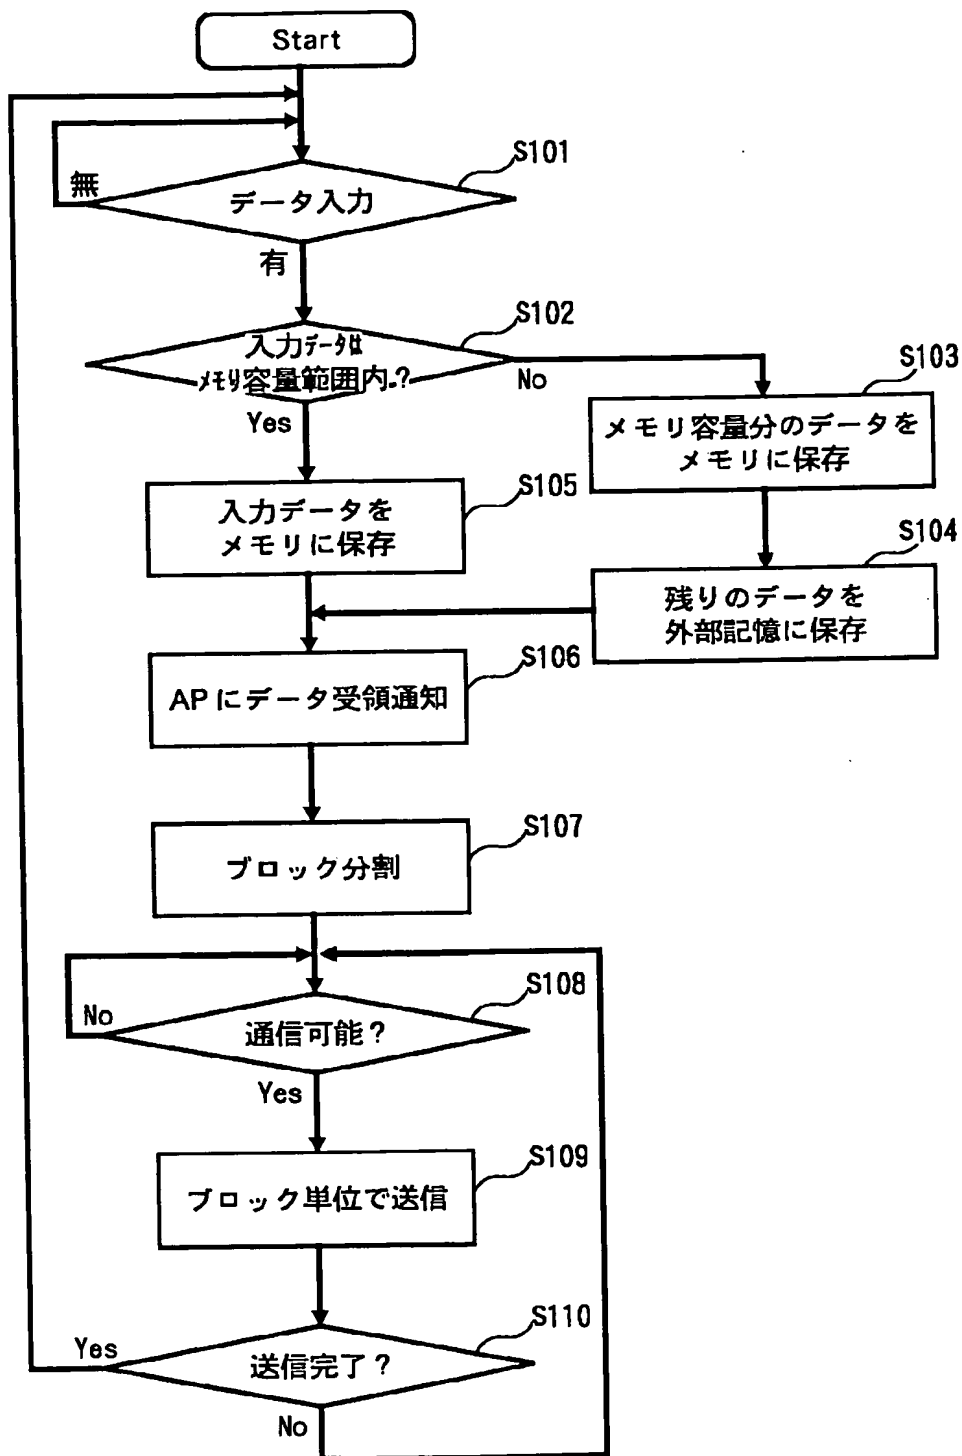 Start
S101
無
データ入力
有
S102
入力データは
メモリ容量範囲内?
No
Yes
S103
メモリ容量分のデータを
メモリに保存
S105
入力データを
メモリに保存
S104
残りのデータを
外部記憶に保存
S106
APにデータ受領通知
S107
ブロック分割
S108
No
通信可能?
Yes
S109
ブロック単位で送信
S110
Yes
送信完了?
No